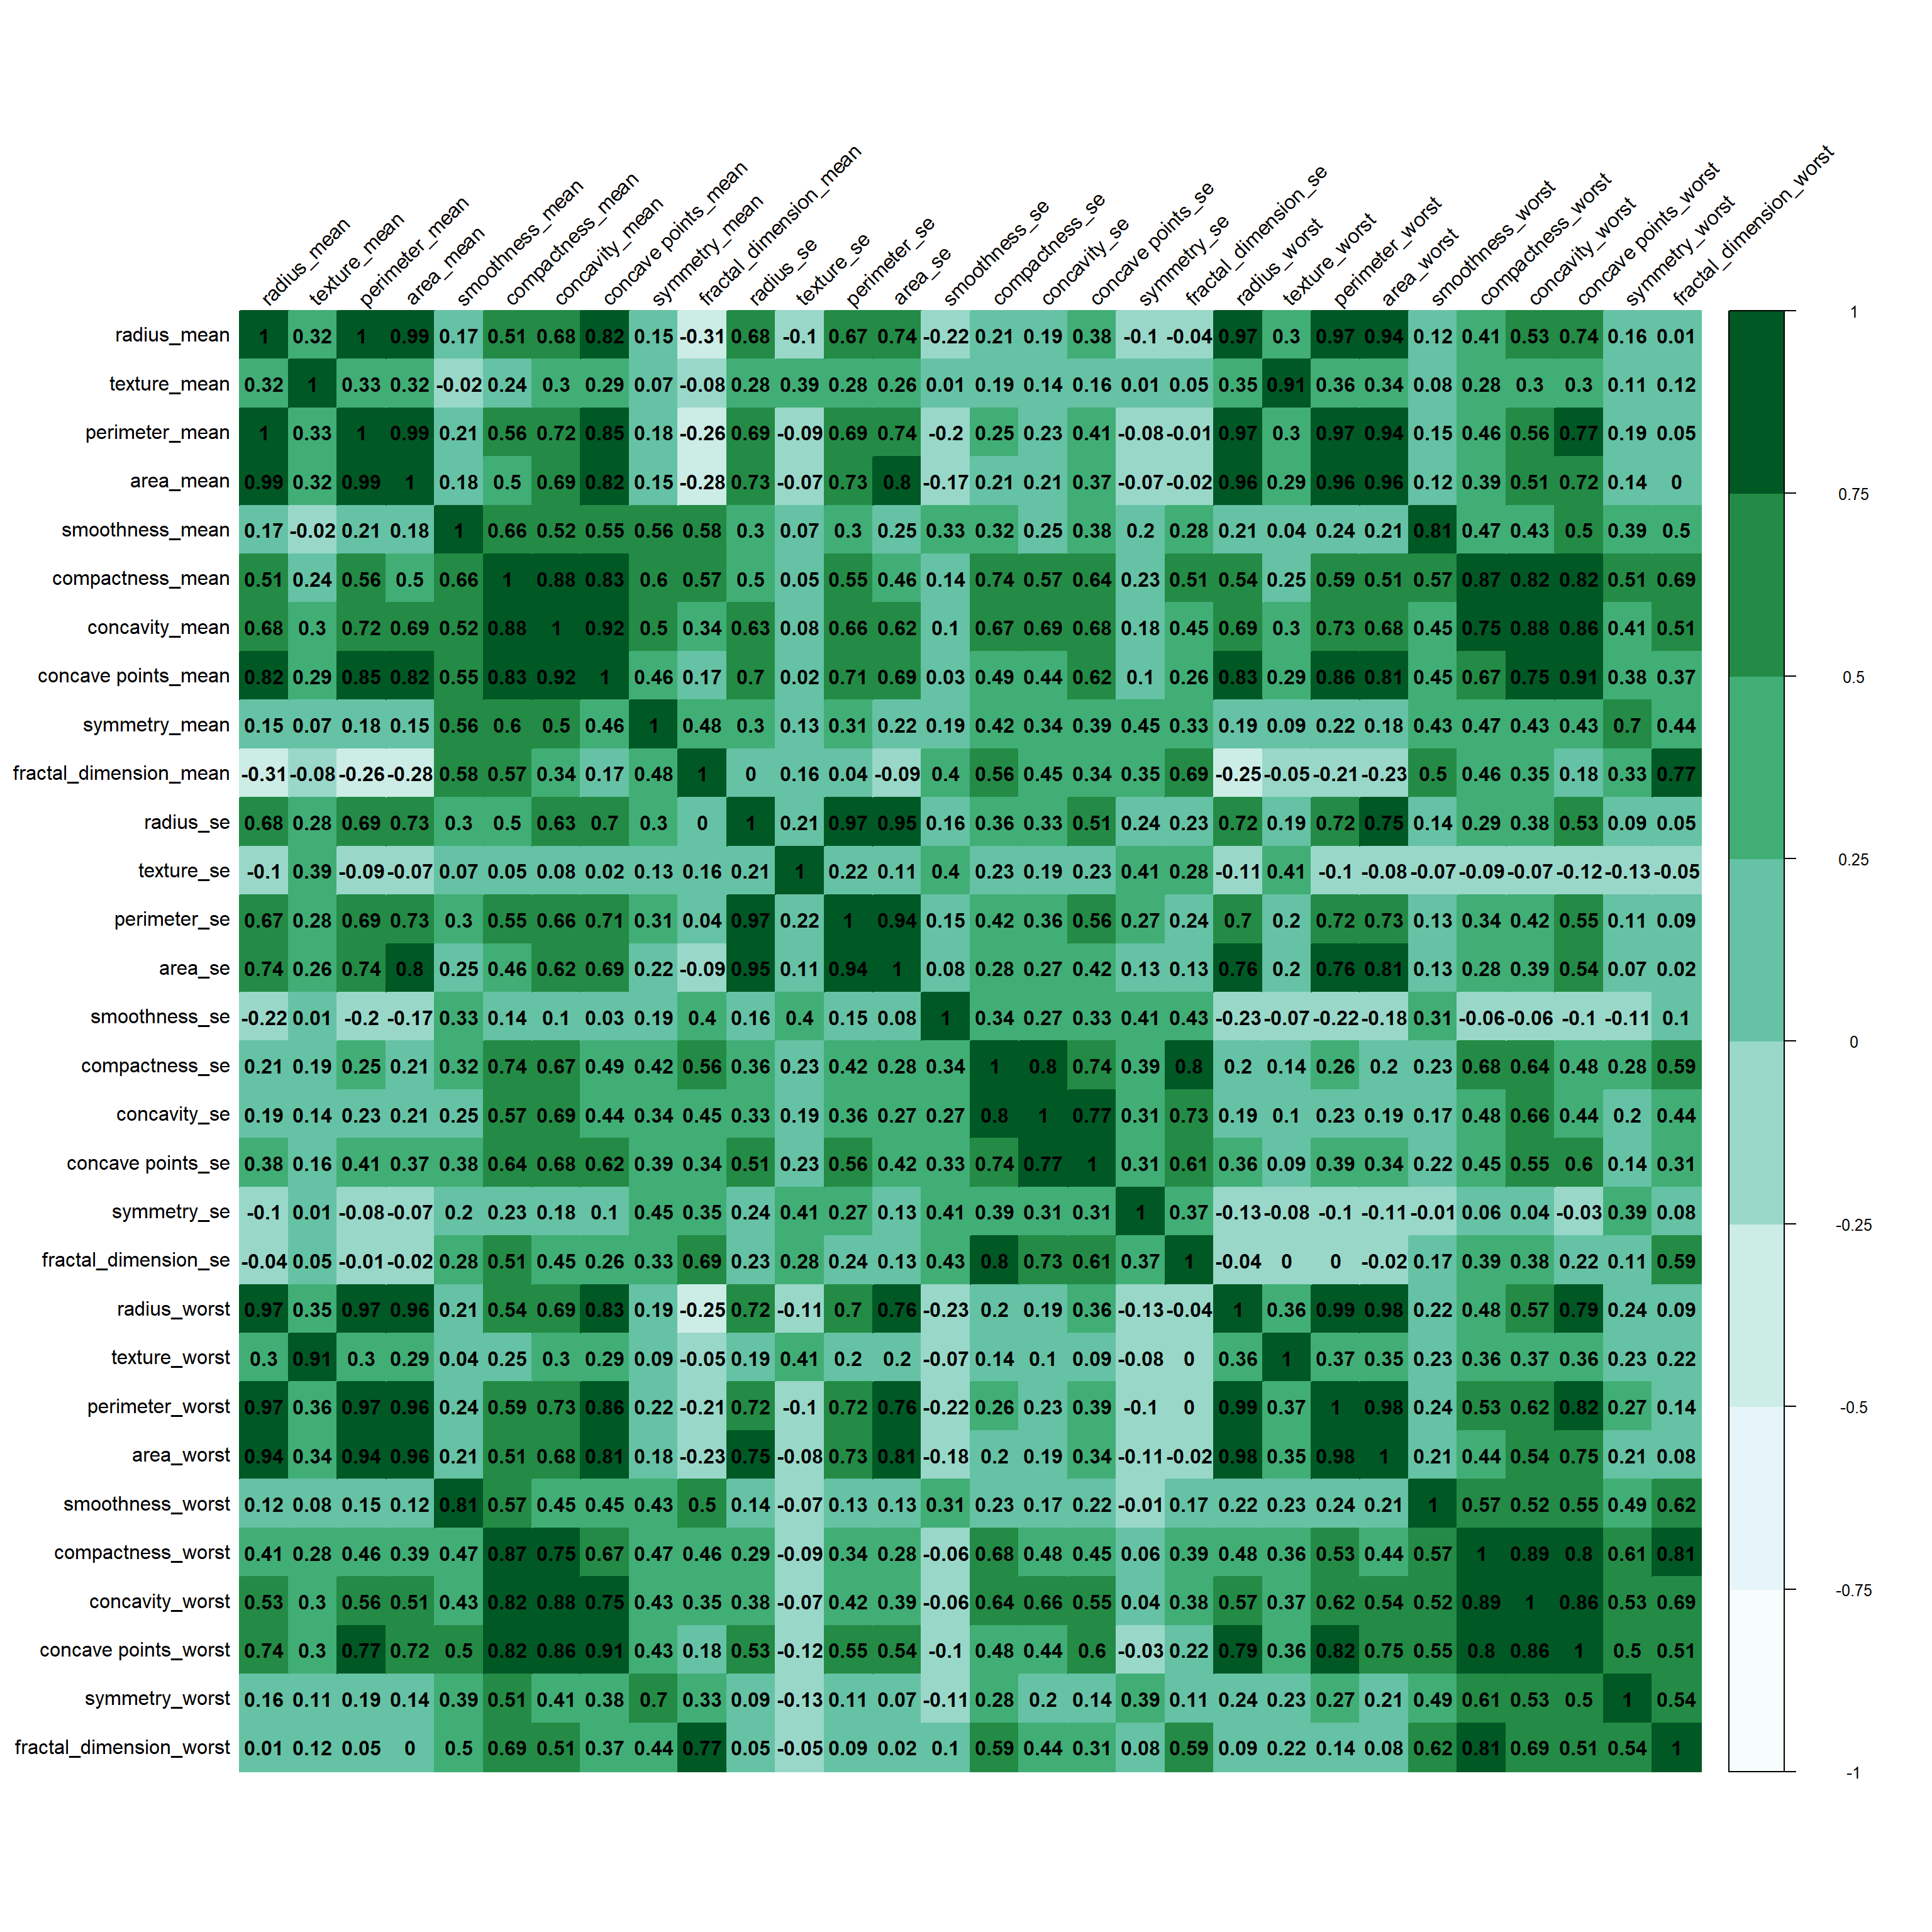 radius_mean
texture_mean
perimeter_mean
area_mean
smoothness_mean
compactness_mean
concavity_mean
concave points_mean
symmetry_mean
fractal_dimension_mean
radius_se
texture_se
perimeter_se
area_se
smoothness_se
compactness_se
concavity_se
concave points_se
symmetry_se
fractal_dimension_se
radius_worst
texture_worst
perimeter_worst
area_worst
smoothness_worst
compactness_worst
concavity_worst
concave points_worst
symmetry_worst
fractal_dimension_worst
radius_mean 1 0.32 1 0.99 0.17 0.51 0.68 0.82 0.15 -0.31 0.68 -0.1 0.67 0.74 -0.22 0.21 0.19 0.38 -0.1 -0.04 0.97 0.3 0.97 0.94 0.12 0.41 0.53 0.74 0.16 0.01
texture_mean 0.32 1 0.33 0.32 -0.02 0.24 0.3 0.29 0.07 -0.08 0.28 0.39 0.28 0.26 0.01 0.19 0.14 0.16 0.01 0.05 0.35 0.91 0.36 0.34 0.08 0.28 0.3 0.3 0.11 0.12
perimeter_mean 1 0.33 1 0.99 0.21 0.56 0.72 0.85 0.18 -0.26 0.69 -0.09 0.69 0.74 -0.2 0.25 0.23 0.41 -0.08 -0.01 0.97 0.3 0.97 0.94 0.15 0.46 0.56 0.77 0.19 0.05
area_mean 0.99 0.32 0.99 1 0.18 0.5 0.69 0.82 0.15 -0.28 0.73 -0.07 0.73 0.8 -0.17 0.21 0.21 0.37 -0.07 -0.02 0.96 0.29 0.96 0.96 0.12 0.39 0.51 0.72 0.14 0
smoothness_mean 0.17 -0.02 0.21 0.18 1 0.66 0.52 0.55 0.56 0.58 0.3 0.07 0.3 0.25 0.33 0.32 0.25 0.38 0.2 0.28 0.21 0.04 0.24 0.21 0.81 0.47 0.43 0.5 0.39 0.5
compactness_mean 0.51 0.24 0.56 0.5 0.66 1 0.88 0.83 0.6 0.57 0.5 0.05 0.55 0.46 0.14 0.74 0.57 0.64 0.23 0.51 0.54 0.25 0.59 0.51 0.57 0.87 0.82 0.82 0.51 0.69
concavity_mean 0.68 0.3 0.72 0.69 0.52 0.88 1 0.92 0.5 0.34 0.63 0.08 0.66 0.62 0.1 0.67 0.69 0.68 0.18 0.45 0.69 0.3 0.73 0.68 0.45 0.75 0.88 0.86 0.41 0.51
concave points_mean 0.82 0.29 0.85 0.82 0.55 0.83 0.92 1 0.46 0.17 0.7 0.02 0.71 0.69 0.03 0.49 0.44 0.62 0.1 0.26 0.83 0.29 0.86 0.81 0.45 0.67 0.75 0.91 0.38 0.37
symmetry_mean 0.15 0.07 0.18 0.15 0.56 0.6 0.5 0.46 1 0.48 0.3 0.13 0.31 0.22 0.19 0.42 0.34 0.39 0.45 0.33 0.19 0.09 0.22 0.18 0.43 0.47 0.43 0.43 0.7 0.44
fractal_dimension_mean -0.31 -0.08 -0.26 -0.28 0.58 0.57 0.34 0.17 0.48 1 0 0.16 0.04 -0.09 0.4 0.56 0.45 0.34 0.35 0.69 -0.25 -0.05 -0.21 -0.23 0.5 0.46 0.35 0.18 0.33 0.77
radius_se 0.68 0.28 0.69 0.73 0.3 0.5 0.63 0.7 0.3 0 1 0.21 0.97 0.95 0.16 0.36 0.33 0.51 0.24 0.23 0.72 0.19 0.72 0.75 0.14 0.29 0.38 0.53 0.09 0.05
texture_se -0.1 0.39 -0.09 -0.07 0.07 0.05 0.08 0.02 0.13 0.16 0.21 1 0.22 0.11 0.4 0.23 0.19 0.23 0.41 0.28 -0.11 0.41 -0.1 -0.08 -0.07 -0.09 -0.07 -0.12 -0.13 -0.05
perimeter_se 0.67 0.28 0.69 0.73 0.3 0.55 0.66 0.71 0.31 0.04 0.97 0.22 1 0.94 0.15 0.42 0.36 0.56 0.27 0.24 0.7 0.2 0.72 0.73 0.13 0.34 0.42 0.55 0.11 0.09
area_se 0.74 0.26 0.74 0.8 0.25 0.46 0.62 0.69 0.22 -0.09 0.95 0.11 0.94 1 0.08 0.28 0.27 0.42 0.13 0.13 0.76 0.2 0.76 0.81 0.13 0.28 0.39 0.54 0.07 0.02
smoothness_se -0.22 0.01 -0.2 -0.17 0.33 0.14 0.1 0.03 0.19 0.4 0.16 0.4 0.15 0.08 1 0.34 0.27 0.33 0.41 0.43 -0.23 -0.07 -0.22 -0.18 0.31 -0.06 -0.06 -0.1 -0.11 0.1
compactness_se 0.21 0.19 0.25 0.21 0.32 0.74 0.67 0.49 0.42 0.56 0.36 0.23 0.42 0.28 0.34 1 0.8 0.74 0.39 0.8 0.2 0.14 0.26 0.2 0.23 0.68 0.64 0.48 0.28 0.59
concavity_se 0.19 0.14 0.23 0.21 0.25 0.57 0.69 0.44 0.34 0.45 0.33 0.19 0.36 0.27 0.27 0.8 1 0.77 0.31 0.73 0.19 0.1 0.23 0.19 0.17 0.48 0.66 0.44 0.2 0.44
concave points_se 0.38 0.16 0.41 0.37 0.38 0.64 0.68 0.62 0.39 0.34 0.51 0.23 0.56 0.42 0.33 0.74 0.77 1 0.31 0.61 0.36 0.09 0.39 0.34 0.22 0.45 0.55 0.6 0.14 0.31
symmetry_se -0.1 0.01 -0.08 -0.07 0.2 0.23 0.18 0.1 0.45 0.35 0.24 0.41 0.27 0.13 0.41 0.39 0.31 0.31 1 0.37 -0.13 -0.08 -0.1 -0.11 -0.01 0.06 0.04 -0.03 0.39 0.08
fractal_dimension_se -0.04 0.05 -0.01 -0.02 0.28 0.51 0.45 0.26 0.33 0.69 0.23 0.28 0.24 0.13 0.43 0.8 0.73 0.61 0.37 1 -0.04 0 0 -0.02 0.17 0.39 0.38 0.22 0.11 0.59
radius_worst 0.97 0.35 0.97 0.96 0.21 0.54 0.69 0.83 0.19 -0.25 0.72 -0.11 0.7 0.76 -0.23 0.2 0.19 0.36 -0.13 -0.04 1 0.36 0.99 0.98 0.22 0.48 0.57 0.79 0.24 0.09
texture_worst 0.3 0.91 0.3 0.29 0.04 0.25 0.3 0.29 0.09 -0.05 0.19 0.41 0.2 0.2 -0.07 0.14 0.1 0.09 -0.08 0 0.36 1 0.37 0.35 0.23 0.36 0.37 0.36 0.23 0.22
perimeter_worst 0.97 0.36 0.97 0.96 0.24 0.59 0.73 0.86 0.22 -0.21 0.72 -0.1 0.72 0.76 -0.22 0.26 0.23 0.39 -0.1 0 0.99 0.37 1 0.98 0.24 0.53 0.62 0.82 0.27 0.14
area_worst 0.94 0.34 0.94 0.96 0.21 0.51 0.68 0.81 0.18 -0.23 0.75 -0.08 0.73 0.81 -0.18 0.2 0.19 0.34 -0.11 -0.02 0.98 0.35 0.98 1 0.21 0.44 0.54 0.75 0.21 0.08
smoothness_worst 0.12 0.08 0.15 0.12 0.81 0.57 0.45 0.45 0.43 0.5 0.14 -0.07 0.13 0.13 0.31 0.23 0.17 0.22 -0.01 0.17 0.22 0.23 0.24 0.21 1 0.57 0.52 0.55 0.49 0.62
compactness_worst 0.41 0.28 0.46 0.39 0.47 0.87 0.75 0.67 0.47 0.46 0.29 -0.09 0.34 0.28 -0.06 0.68 0.48 0.45 0.06 0.39 0.48 0.36 0.53 0.44 0.57 1 0.89 0.8 0.61 0.81
concavity_worst 0.53 0.3 0.56 0.51 0.43 0.82 0.88 0.75 0.43 0.35 0.38 -0.07 0.42 0.39 -0.06 0.64 0.66 0.55 0.04 0.38 0.57 0.37 0.62 0.54 0.52 0.89 1 0.86 0.53 0.69
concave points_worst 0.74 0.3 0.77 0.72 0.5 0.82 0.86 0.91 0.43 0.18 0.53 -0.12 0.55 0.54 -0.1 0.48 0.44 0.6 -0.03 0.22 0.79 0.36 0.82 0.75 0.55 0.8 0.86 1 0.5 0.51
symmetry_worst 0.16 0.11 0.19 0.14 0.39 0.51 0.41 0.38 0.7 0.33 0.09 -0.13 0.11 0.07 -0.11 0.28 0.2 0.14 0.39 0.11 0.24 0.23 0.27 0.21 0.49 0.61 0.53 0.5 1 0.54
fractal_dimension_worst 0.01 0.12 0.05 0 0.5 0.69 0.51 0.37 0.44 0.77 0.05 -0.05 0.09 0.02 0.1 0.59 0.44 0.31 0.08 0.59 0.09 0.22 0.14 0.08 0.62 0.81 0.69 0.51 0.54 1
1
0.75
0.5
0.25
0
-0.25
-0.5
-0.75
-1